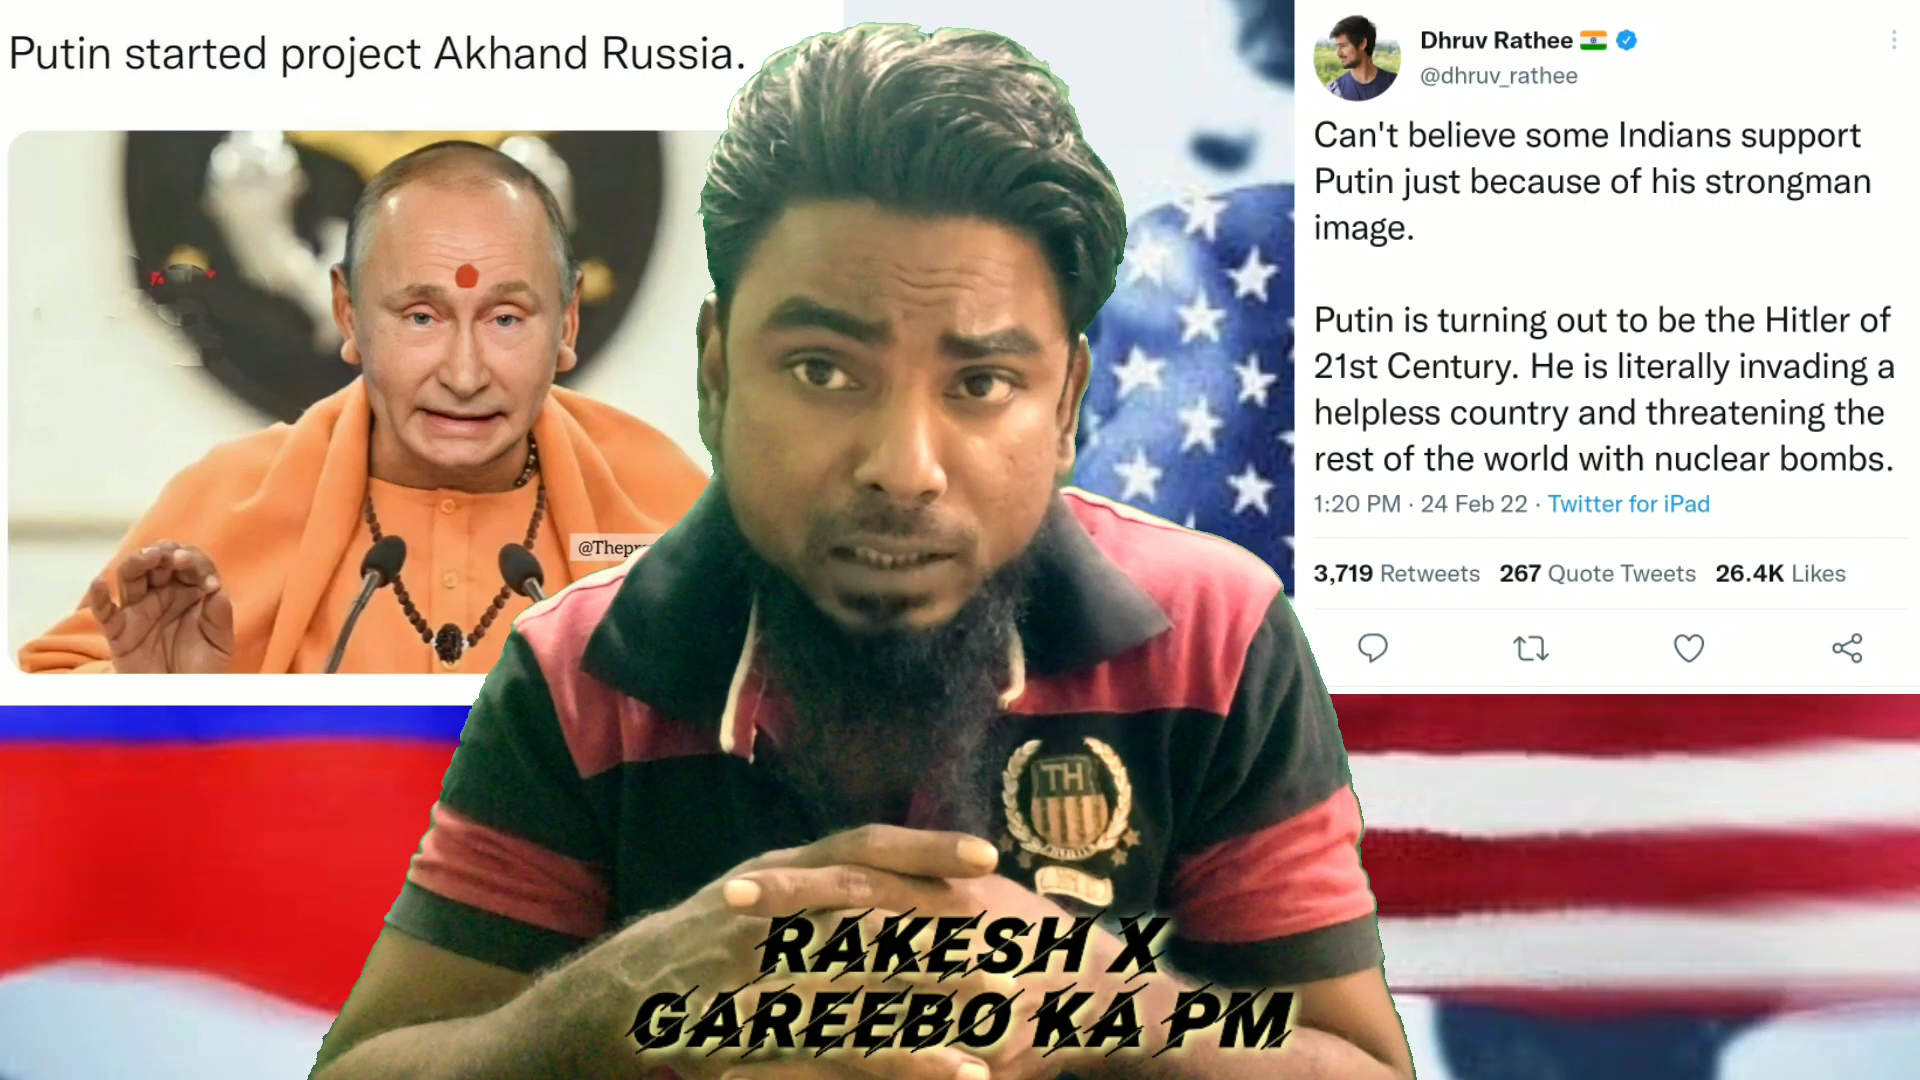 Putin started project Akhand Russia.
Dhruv Rathee
@dhruv_rathee
Can't believe some Indians support
Putin just because of his strongman
image.
Putin is turning out to be the Hitler of
21st Century. He is literally invading a
helpless country and threatening the
rest of the world with nuclear bombs.
1:20 PM · 24 Feb 22 · Twitter for iPad
3,719 Retweets 267 Quote Tweets 26.4K Likes
TH
RAKESH X
GAREEBO KA PM